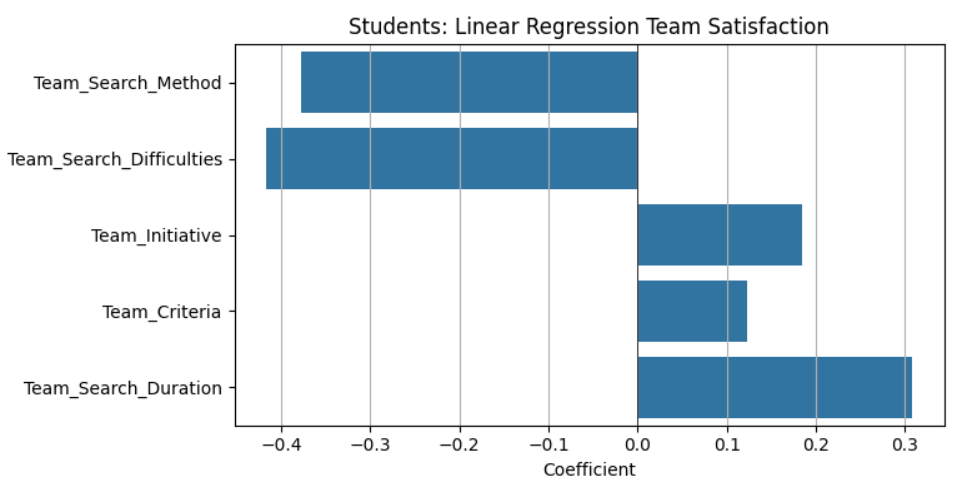 Students: Linear Regression Team Satisfaction
Team_Search_Method
Team_Search_Difficulties
Team_Initiative
Team_Criteria
Team_Search_Duration
−0.4 −0.3 −0.2 −0.1 0.0 0.1 0.2 0.3
Coefficient